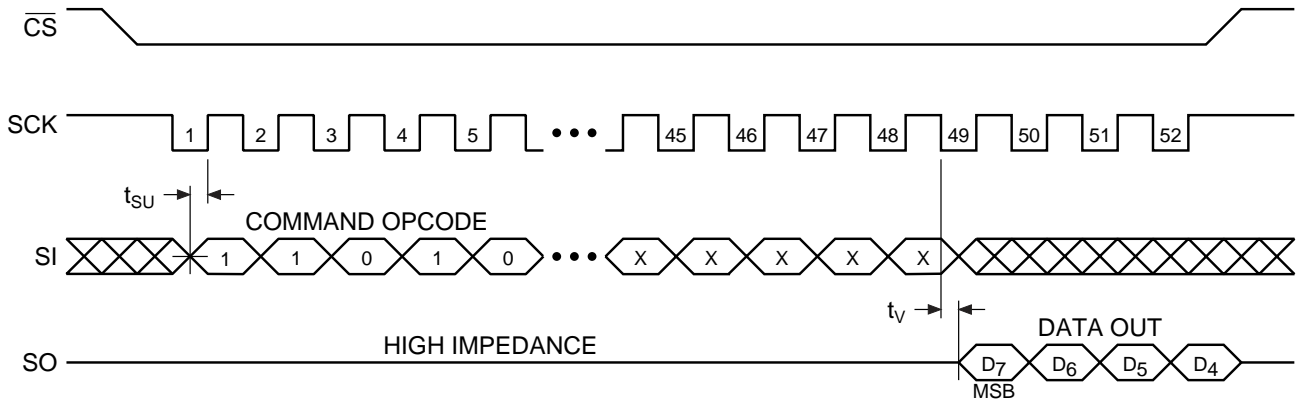 C̅S̅
SCK 1 2 3 4 5 ••• 45 46 47 48 49 50 51 52
tSU
COMMAND OPCODE
SI 1 1 0 1 0 ••• X X X X X
tV
DATA OUT
HIGH IMPEDANCE
SO D7 D6 D5 D4
MSB